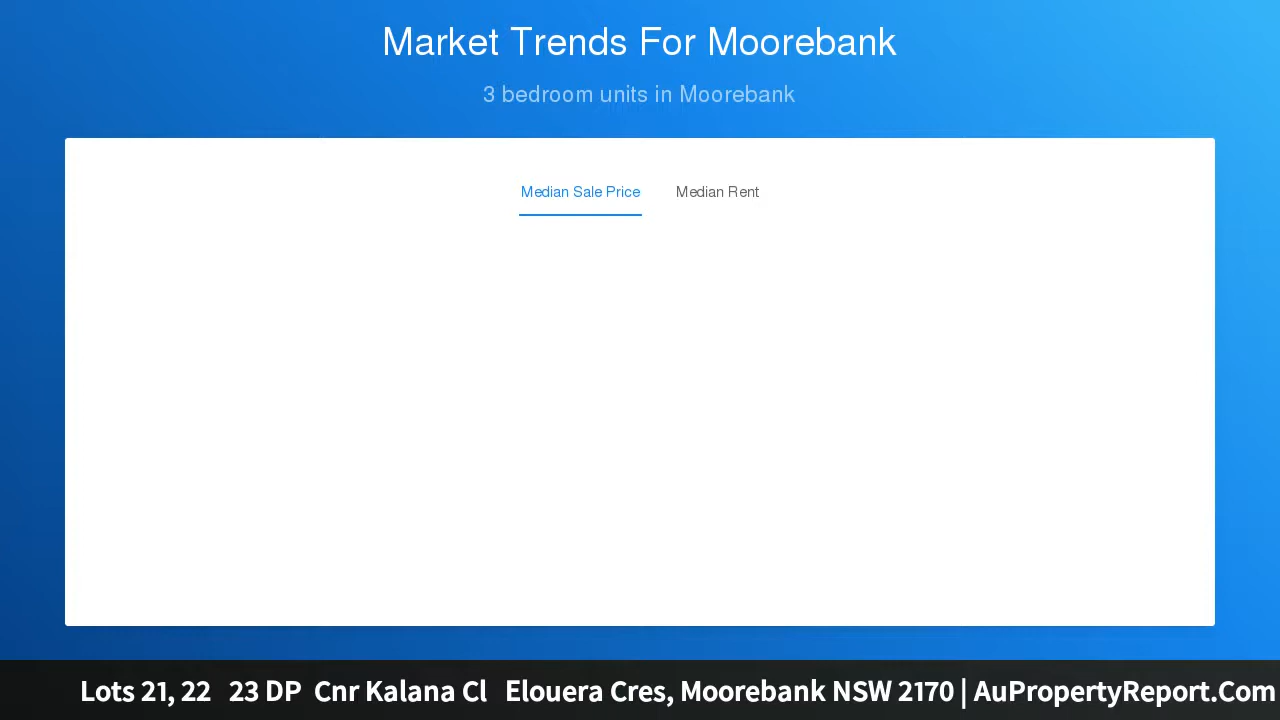 Market Trends For Moorebank
3 bedroom units in Moorebank
Median Sale Price
Median Rent
Lots 21, 22 23 DP Cnr Kalana Cl Elouera Cres, Moorebank NSW 2170 | AuPropertyReport.Com